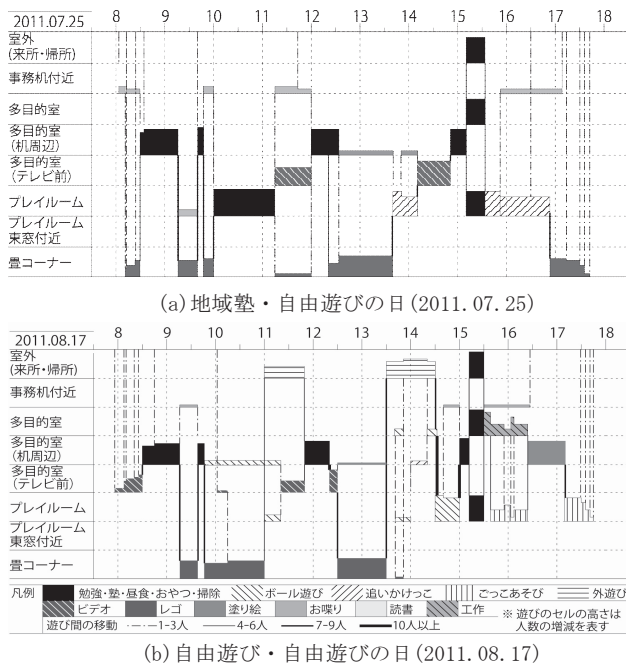 2011.07.25
8 9 10 11 12 13 14 15 16 17 18
室外
(来所・帰所)
事務机付近
多目的室
多目的室
(机周辺)
多目的室
(テレビ前)
プレイルーム
プレイルーム
東窓付近
畳コーナー
(a)地域塾・自由遊びの日(2011.07.25)
2011.08.17
8 9 10 11 12 13 14 15 16 17 18
室外
(来所・帰所)
事務机付近
多目的室
多目的室
(机周辺)
多目的室
(テレビ前)
プレイルーム
プレイルーム
東窓付近
畳コーナー
凡例 勉強・塾・昼食・おやつ・掃除 ボール遊び 追いかけっこ ごっこあそび 外遊び
ビデオ レゴ 塗り絵 お喋り 読書 工作
遊び間の移動 1-3人 4-6人 7-9人 10人以上
※ 遊びのセルの高さは
人数の増減を表す
(b)自由遊び・自由遊びの日(2011.08.17)